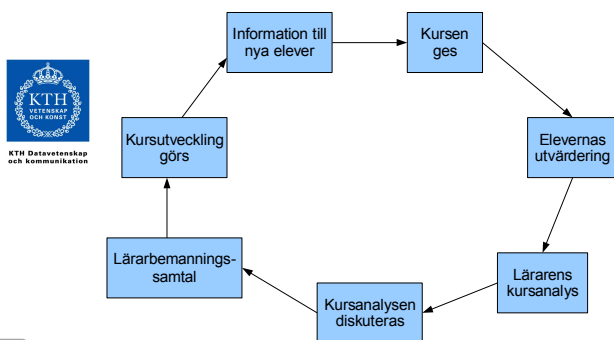 Information till
nya elever
Kursen
ges
KTH
VETENSKAP
OCH KONST
KTH Datavetenskap
och kommunikation
Kursutveckling
görs
Elevernas
utvärdering
Lärarbemannings-
samtal
Lärarens
kursanalys
Kursanalysen
diskuteras